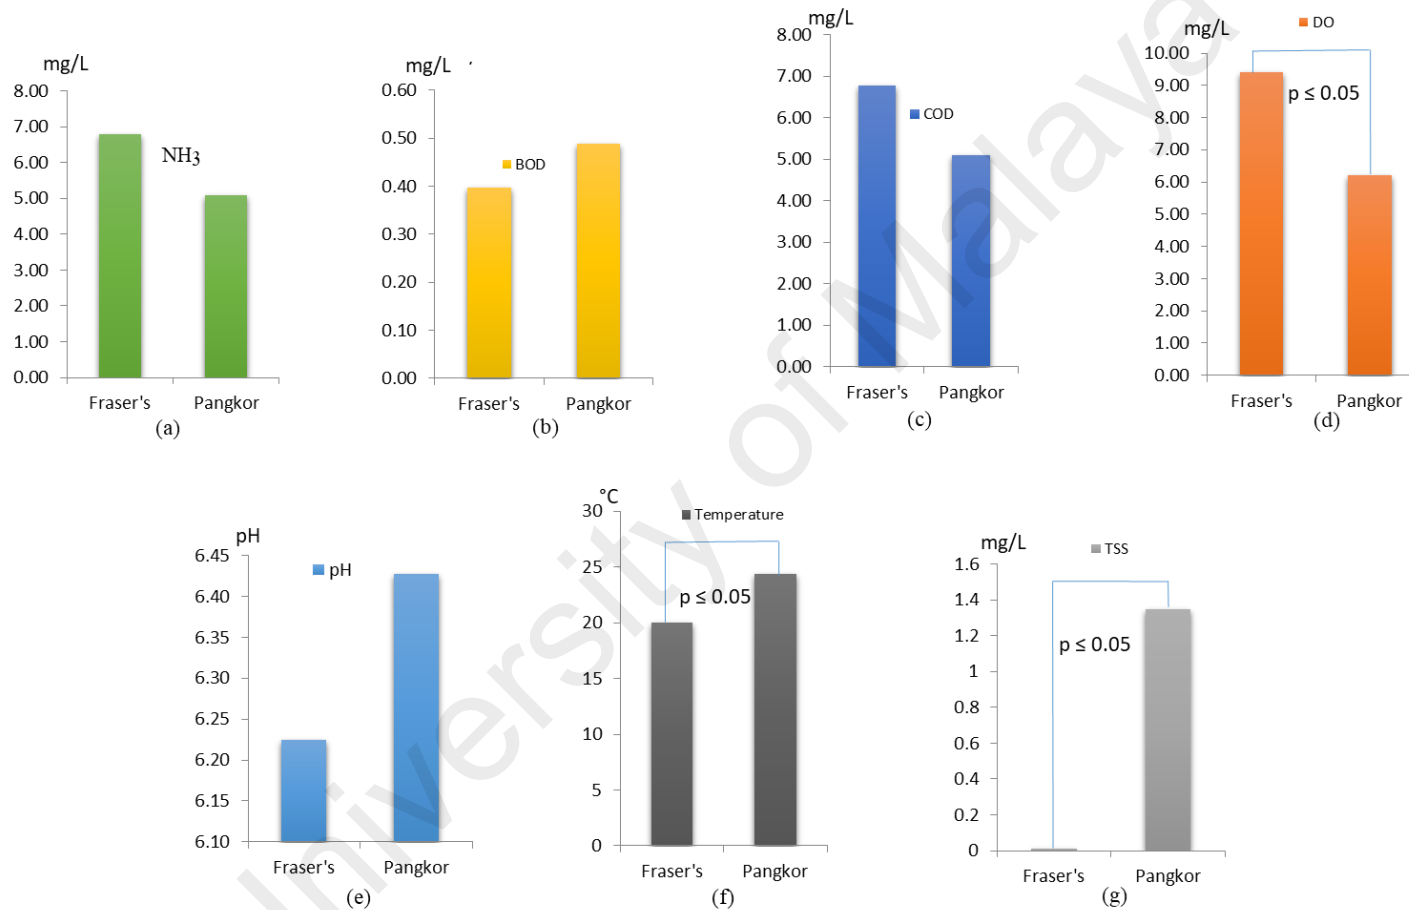 mg/L
8.00
7.00
6.00
5.00
4.00
3.00
2.00
1.00
0.00
NH3
Fraser's Pangkor
(a)
mg/L
0.60
0.50
0.40
0.30
0.20
0.10
0.00
BOD
Fraser's Pangkor
(b)
mg/L
8.00
7.00
6.00
5.00
4.00
3.00
2.00
1.00
0.00
COD
Fraser's Pangkor
(c)
mg/L
10.00
9.00
8.00
7.00
6.00
5.00
4.00
3.00
2.00
1.00
0.00
DO
p ≤ 0.05
Fraser's Pangkor
(d)
pH
6.45
6.40
6.35
6.30
6.25
6.20
6.15
6.10
pH
Fraser's Pangkor
(e)
°C
30
25
20
15
10
5
0
Temperature
p ≤ 0.05
Fraser's Pangkor
(f)
mg/L
1.6
1.4
1.2
1
0.8
0.6
0.4
0.2
0
TSS
p ≤ 0.05
Fraser's Pangkor
(g)
University of Malaya